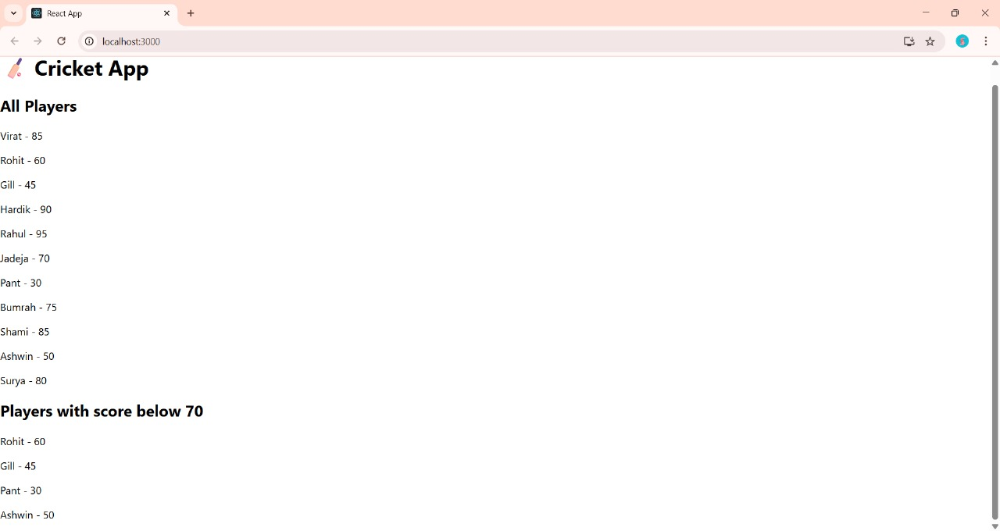 React App
localhost:3000
Cricket App
All Players
Virat - 85
Rohit - 60
Gill - 45
Hardik - 90
Rahul - 95
Jadeja - 70
Pant - 30
Bumrah - 75
Shami - 85
Ashwin - 50
Surya - 80
Players with score below 70
Rohit - 60
Gill - 45
Pant - 30
Ashwin - 50